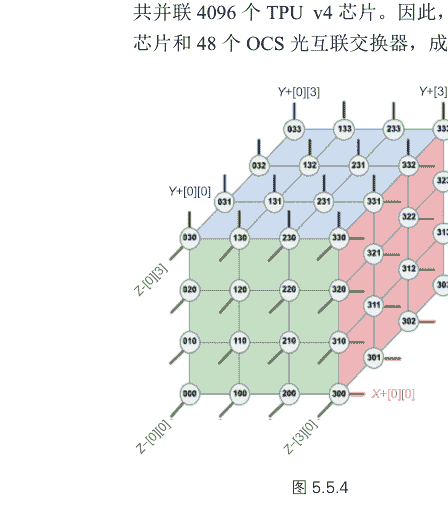 共并联 4096 个 TPU v4 芯片。因此，
芯片和 48 个 OCS 光互联交换器，成
Y+[0][3] Y+[3]
033 133 233 333
032 132 231 332 323
Y+[0][0]
031 131 231 331 322 313
030 130 230 330
321 312 303
Z-[0][3]
020 120 220 320
311 302
010 110 210 310
301
000 100 200 300 X+[0][0]
Z-[0][0] Z-[3][0]
图 5.5.4